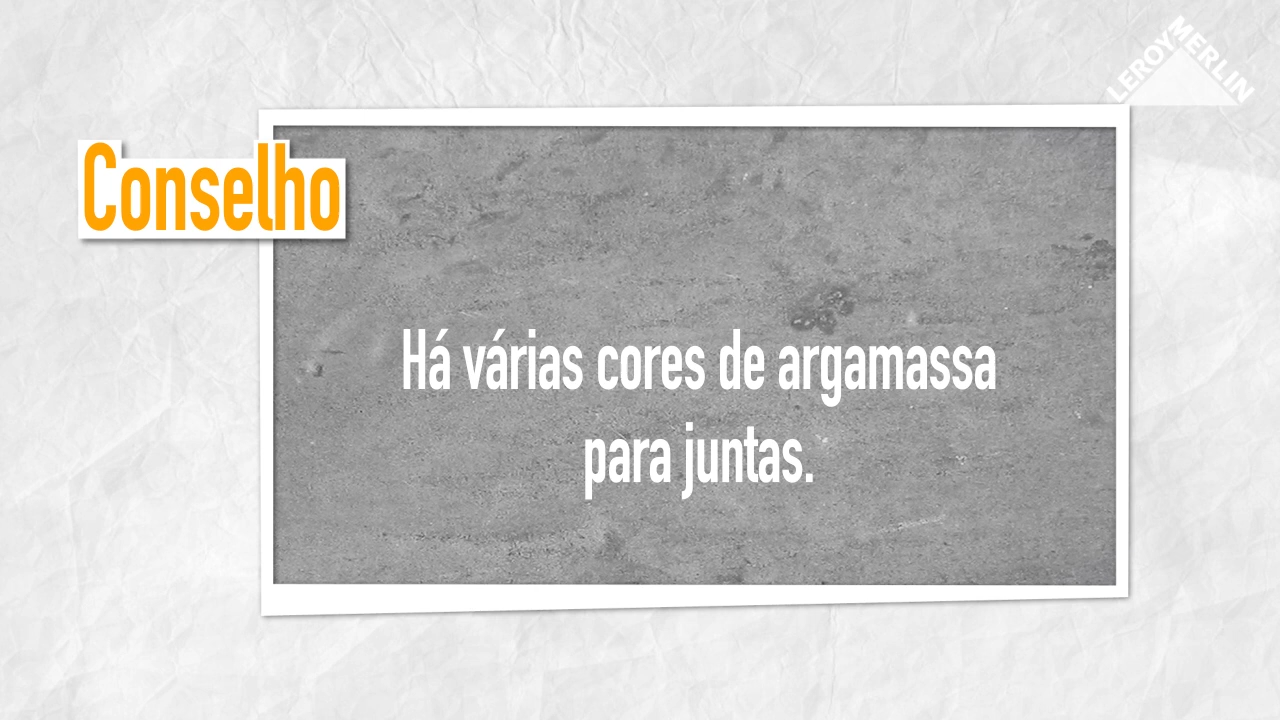 LEROY MERLIN
Conselho
Há várias cores de argamassa
para juntas.